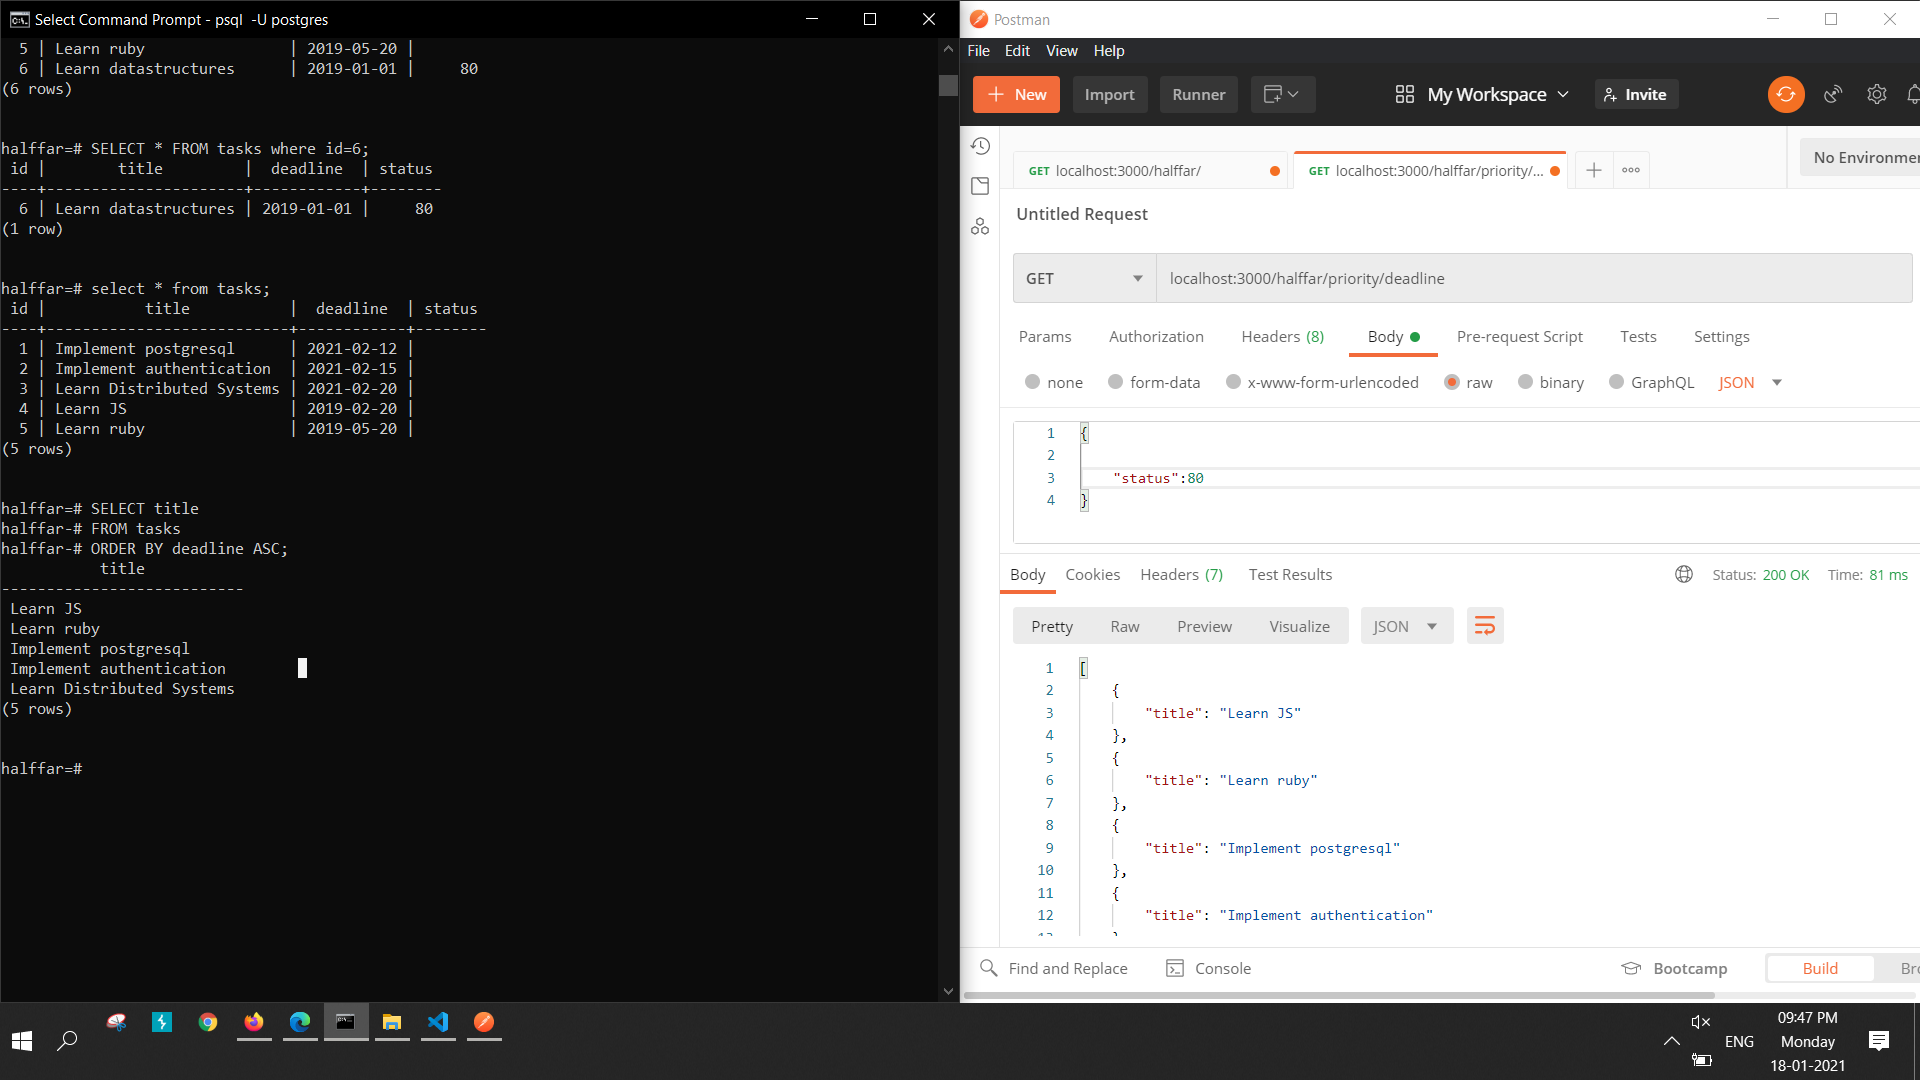 Select Command Prompt - psql  -U postgres
  5 | Learn ruby                | 2019-05-20 |
  6 | Learn datastructures      | 2019-01-01 |     80
(6 rows)
halffar=# SELECT * FROM tasks where id=6;
 id |        title         |  deadline  | status
----+----------------------+------------+--------
  6 | Learn datastructures | 2019-01-01 |     80
(1 row)
halffar=# select * from tasks;
 id |           title           |  deadline  | status
----+---------------------------+------------+--------
  1 | Implement postgresql      | 2021-02-12 |
  2 | Implement authentication  | 2021-02-15 |
  3 | Learn Distributed Systems | 2021-02-20 |
  4 | Learn JS                  | 2019-02-20 |
  5 | Learn ruby                | 2019-05-20 |
(5 rows)
halffar=# SELECT title
halffar-# FROM tasks
halffar-# ORDER BY deadline ASC;
           title
---------------------------
 Learn JS
 Learn ruby
 Implement postgresql
 Implement authentication
 Learn Distributed Systems
(5 rows)
halffar=#
Postman
File Edit View Help
New Import Runner My Workspace Invite
GET localhost:3000/halffar/ GET localhost:3000/halffar/priority/... No Environmen
Untitled Request
GET localhost:3000/halffar/priority/deadline
Params Authorization Headers (8) Body Pre-request Script Tests Settings
none form-data x-www-form-urlencoded raw binary GraphQL JSON
1 {
2
3     "status":80
4 }
Body Cookies Headers (7) Test Results Status: 200 OK Time: 81 ms
Pretty Raw Preview Visualize JSON
1 [
2     {
3         "title": "Learn JS"
4     },
5     {
6         "title": "Learn ruby"
7     },
8     {
9         "title": "Implement postgresql"
10     },
11     {
12         "title": "Implement authentication"
Find and Replace Console Bootcamp Build Bro
09:47 PM
ENG Monday
18-01-2021